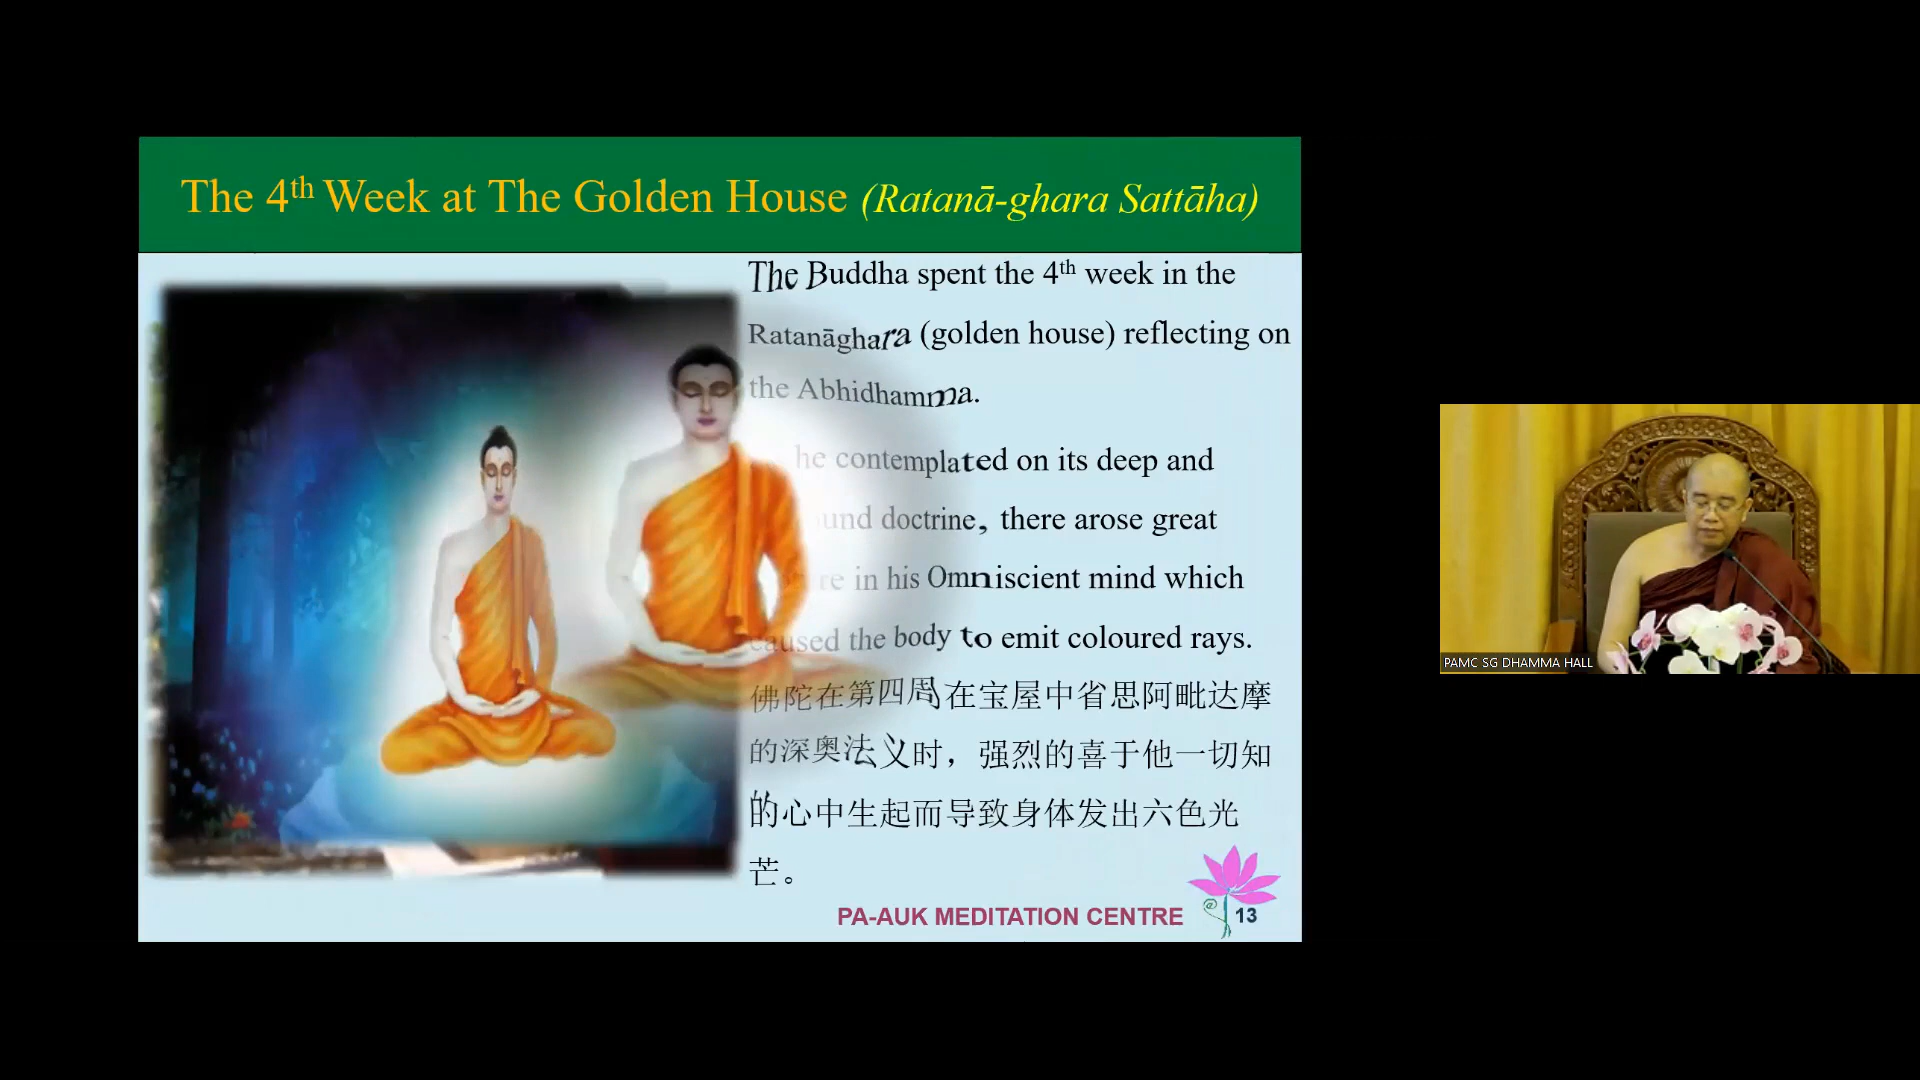 The 4th Week at The Golden House (Ratanā-ghara Sattāha)
The Buddha spent the 4th week in the
Ratanāghara (golden house) reflecting on
the Abhidhamma.
he contemplated on its deep and
und doctrine, there arose great
re in his Omniscient mind which
caused the body to emit coloured rays.
佛陀在第四周在宝屋中省思阿毗达摩
的深奥法义时，强烈的喜于他一切知
的心中生起而导致身体发出六色光
芒。
PA-AUK MEDITATION CENTRE
13
PAMC SG DHAMMA HALL